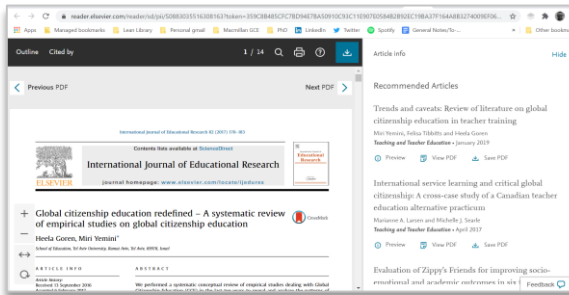 reader.elsevier.com/reader/sd/pii/S0883035516308163?token=
Apps Managed bookmarks Lean Library Personal gmail Macmillan GCE PhD LinkedIn Twitter Spotify General Notes/To-... Other bookma
Outline Cited by 1 / 14
Previous PDF Next PDF
International Journal of Educational Research 82 (2017) 170–183
Contents lists available at ScienceDirect
International Journal of Educational Research
ELSEVIER
journal homepage: www.elsevier.com/locate/ijedures
Educational Research
Global citizenship education redefined – A systematic review
of empirical studies on global citizenship education
CrossMark
Heela Goren, Miri Yemini*
School of Education, Tel Aviv University, Ramat Aviv, Tel Aviv, 69978, Israel
ARTICLE INFO ABSTRACT
Article history:
Received 13 September 2016
We performed a systematic conceptual review of empirical studies dealing with Global
Article info Hide
Recommended Articles
Trends and caveats: Review of literature on global
citizenship education in teacher training
Miri Yemini, Felisa Tibbitts and Heela Goren
Teaching and Teacher Education • January 2019
Preview View PDF Save PDF
International service learning and critical global
citizenship: A cross-case study of a Canadian teacher
education alternative practicum
Marianne A. Larsen and Michelle J. Searle
Teaching and Teacher Education • April 2017
Preview View PDF Save PDF
Evaluation of Zippy's Friends for improving socio-
emotional and academic outcomes in
Feedback